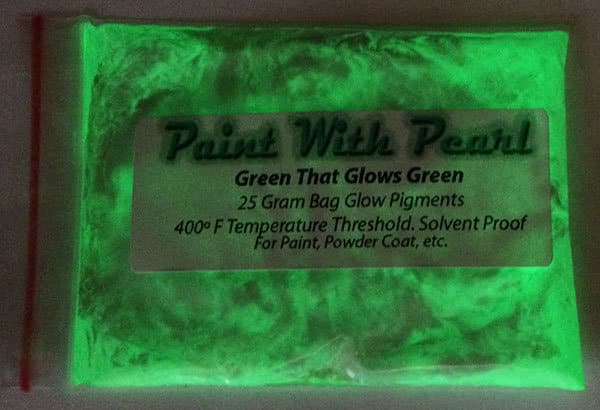 Paint With Pearl
Green That Glows Green
25 Gram Bag Glow Pigments
400º F Temperature Threshold. Solvent Proof
For Paint, Powder Coat, etc.